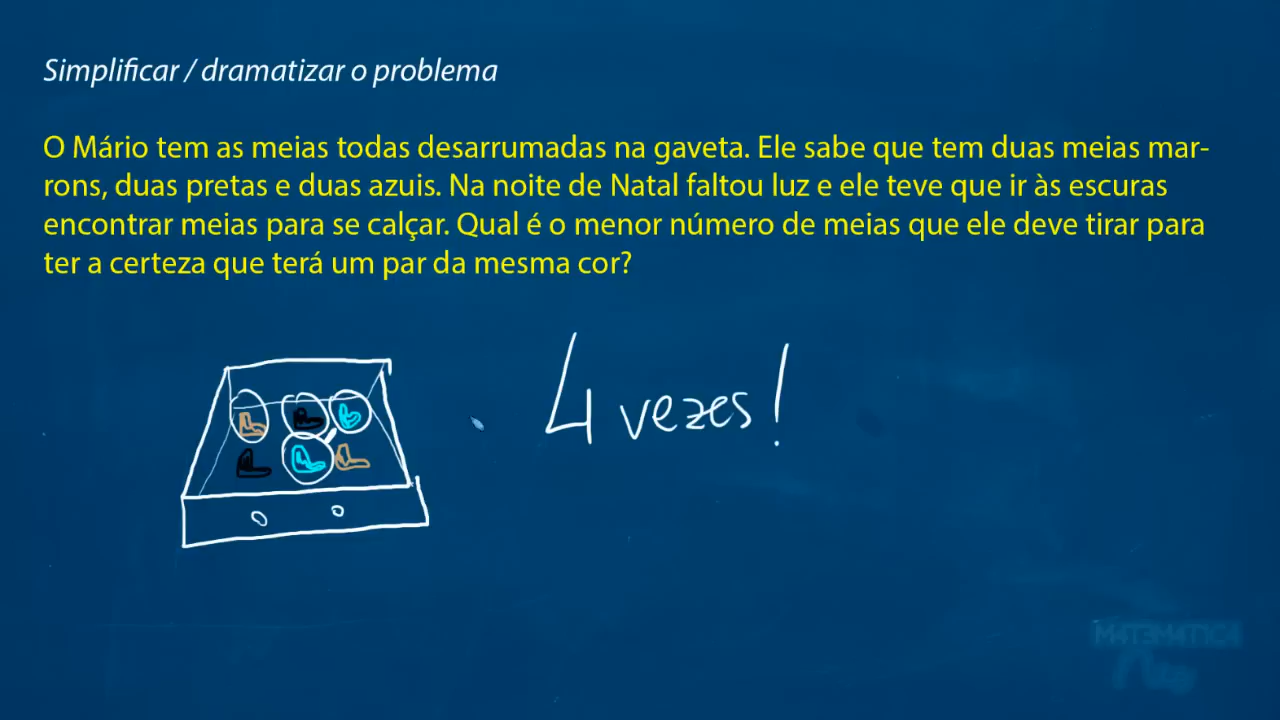 Simplificar / dramatizar o problema
O Mário tem as meias todas desarrumadas na gaveta. Ele sabe que tem duas meias mar-
rons, duas pretas e duas azuis. Na noite de Natal faltou luz e ele teve que ir às escuras
encontrar meias para se calçar. Qual é o menor número de meias que ele deve tirar para
ter a certeza que terá um par da mesma cor?
4 vezes!
MATEMÁTICA